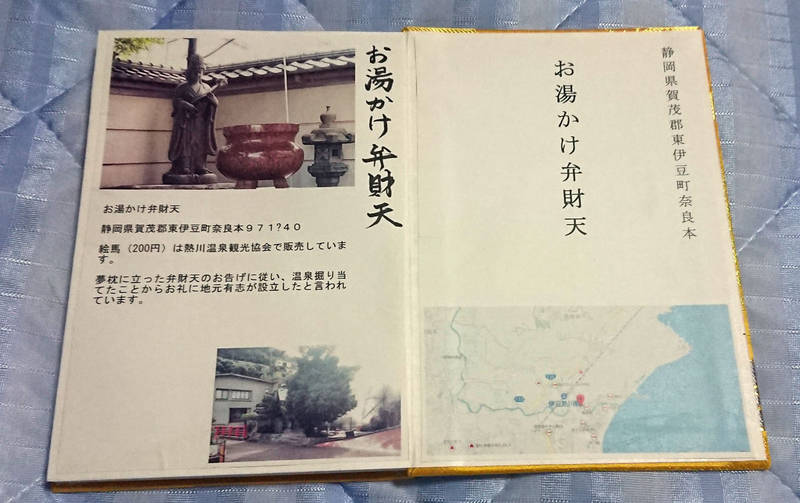 お湯かけ弁財天
お湯かけ弁財天
静岡県賀茂郡東伊豆町奈良本971?40
絵馬（200円）は熱川温泉観光協会で販売していま
す。
夢枕に立った弁財天のお告げに従い、温泉掘り当
てたことからお礼に地元有志が設立したと言われ
ています。
静岡県賀茂郡東伊豆町奈良本
お湯かけ弁財天